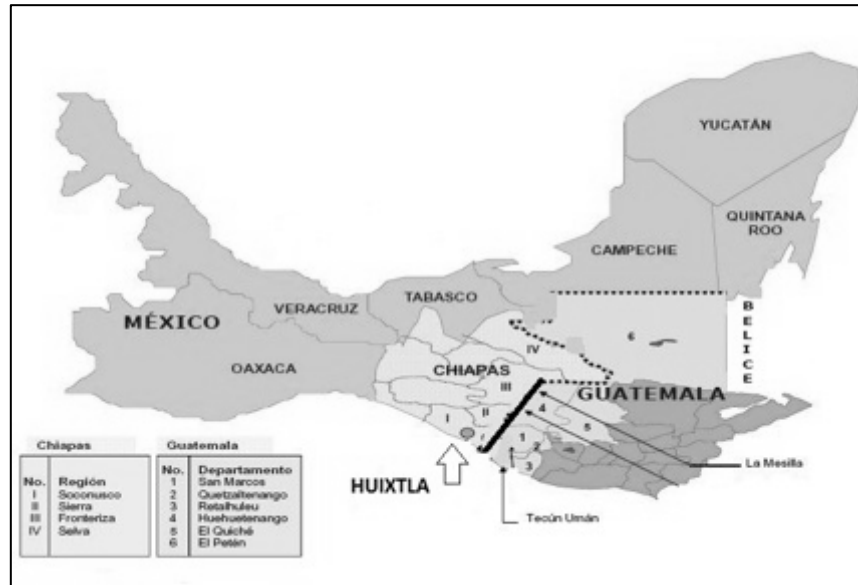 YUCATÁN
QUINTANA
ROO
CAMPECHE
TABASCO
VERACRUZ
MÉXICO
OAXACA
BELICE
6
IV
CHIAPAS
III
GUATEMALA
II
I
4
5
1
2
3
La Mesilla
HUIXTLA
Tecún Umán
Chiapas
No. Región
I Soconusco
II Sierra
III Fronteriza
IV Selva
Guatemala
No. Departamento
1 San Marcos
2 Quetzaltenango
3 Retalhuleu
4 Huehuetenango
5 El Quiché
6 El Petén